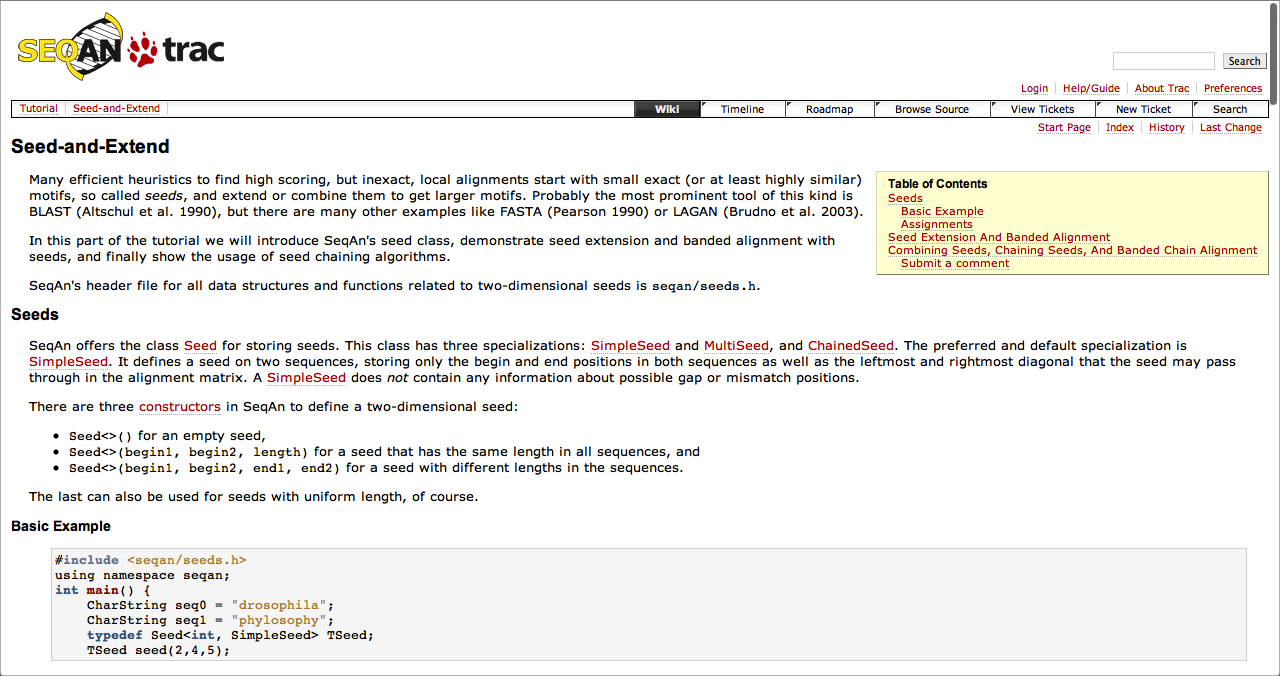 SEQAN trac
Search
Login Help/Guide About Trac Preferences
Tutorial Seed-and-Extend Wiki Timeline Roadmap Browse Source View Tickets New Ticket Search
Start Page Index History Last Change
Seed-and-Extend
Many efficient heuristics to find high scoring, but inexact, local alignments start with small exact (or at least highly similar)
motifs, so called seeds, and extend or combine them to get larger motifs. Probably the most prominent tool of this kind is
BLAST (Altschul et al. 1990), but there are many other examples like FASTA (Pearson 1990) or LAGAN (Brudno et al. 2003).
In this part of the tutorial we will introduce SeqAn's seed class, demonstrate seed extension and banded alignment with
seeds, and finally show the usage of seed chaining algorithms.
SeqAn's header file for all data structures and functions related to two-dimensional seeds is seqan/seeds.h.
Table of Contents
Seeds
Basic Example
Assignments
Seed Extension And Banded Alignment
Combining Seeds, Chaining Seeds, And Banded Chain Alignment
Submit a comment
Seeds
SeqAn offers the class Seed for storing seeds. This class has three specializations: SimpleSeed and MultiSeed, and ChainedSeed. The preferred and default specialization is
SimpleSeed. It defines a seed on two sequences, storing only the begin and end positions in both sequences as well as the leftmost and rightmost diagonal that the seed may pass
through in the alignment matrix. A SimpleSeed does not contain any information about possible gap or mismatch positions.
There are three constructors in SeqAn to define a two-dimensional seed:
• Seed<>() for an empty seed,
• Seed<>(begin1, begin2, length) for a seed that has the same length in all sequences, and
• Seed<>(begin1, begin2, end1, end2) for a seed with different lengths in the sequences.
The last can also be used for seeds with uniform length, of course.
Basic Example
#include <seqan/seeds.h>
using namespace seqan;
int main() {
    CharString seq0 = "drosophila";
    CharString seq1 = "phylosophy";
    typedef Seed<int, SimpleSeed> TSeed;
    TSeed seed(2,4,5);